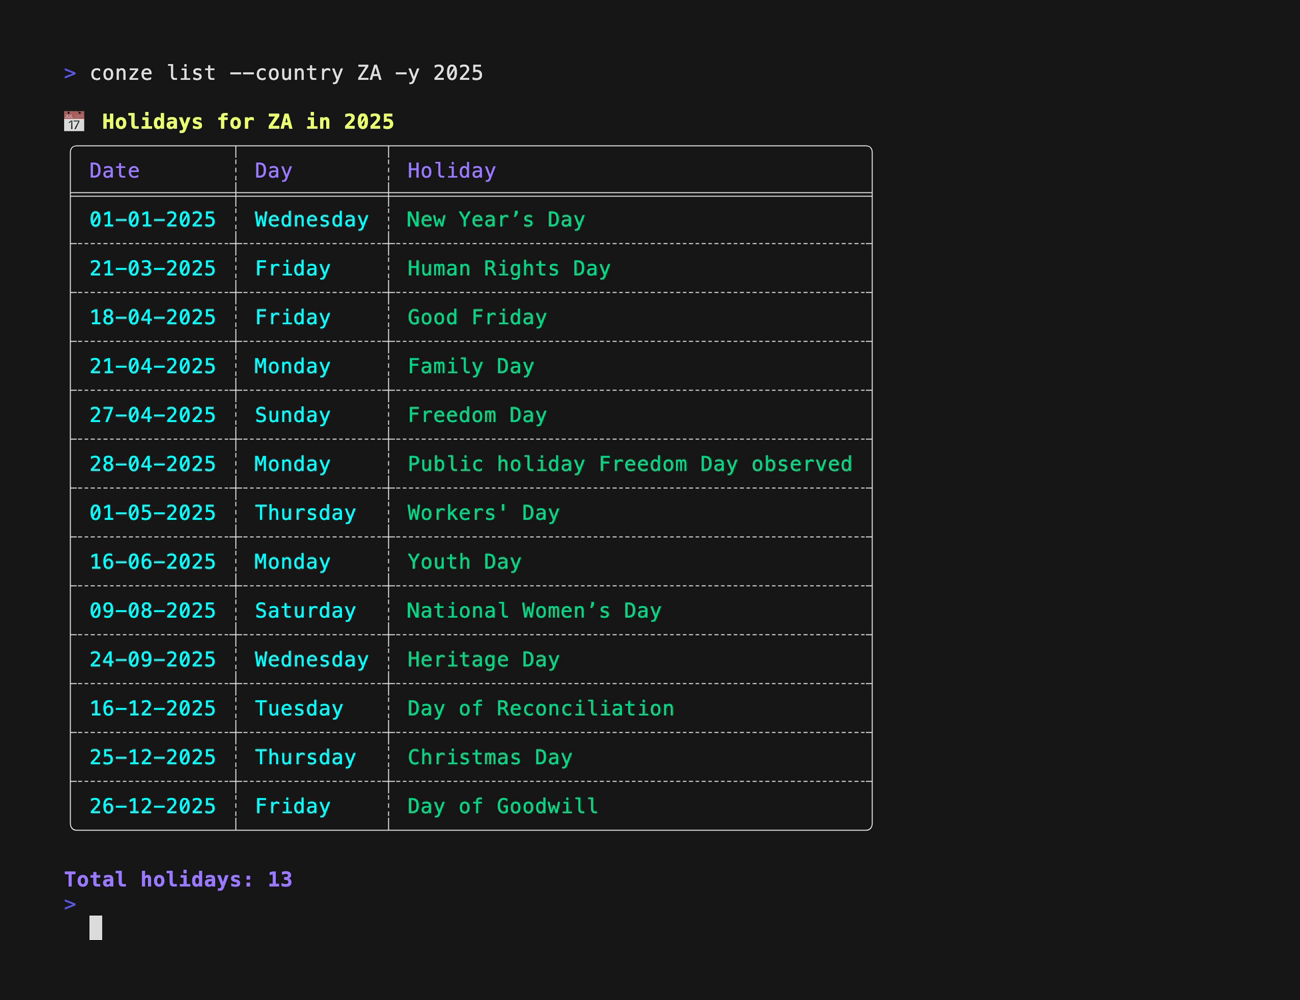 > conze list --country ZA -y 2025
📅 Holidays for ZA in 2025
Date Day Holiday
01-01-2025 Wednesday New Year’s Day
21-03-2025 Friday Human Rights Day
18-04-2025 Friday Good Friday
21-04-2025 Monday Family Day
27-04-2025 Sunday Freedom Day
28-04-2025 Monday Public holiday Freedom Day observed
01-05-2025 Thursday Workers' Day
16-06-2025 Monday Youth Day
09-08-2025 Saturday National Women’s Day
24-09-2025 Wednesday Heritage Day
16-12-2025 Tuesday Day of Reconciliation
25-12-2025 Thursday Christmas Day
26-12-2025 Friday Day of Goodwill
Total holidays: 13
>